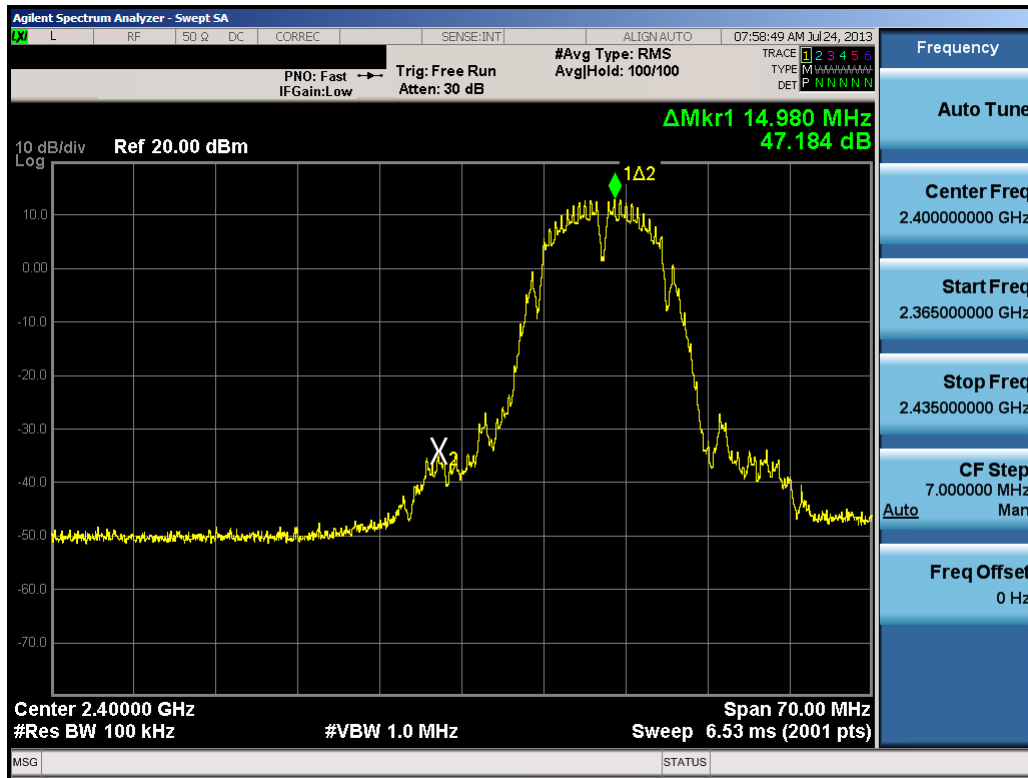 Agilent Spectrum Analyzer - Swept SA
LXI L RF 50 Ω DC CORREC SENSE:INT ALIGN AUTO 07:58:49 AM Jul 24, 2013
PNO: Fast Trig: Free Run #Avg Type: RMS TRACE 1 2 3 4 5 6
IFGain:Low Atten: 30 dB Avg|Hold: 100/100 TYPE M WWWWW
DET P N N N N N
ΔMkr1 14.980 MHz
47.184 dB
10 dB/div Ref 20.00 dBm
Log
1Δ2
10.0
0.00
-10.0
-20.0
-30.0
X2
-40.0
-50.0
-60.0
-70.0
Center 2.40000 GHz Span 70.00 MHz
#Res BW 100 kHz #VBW 1.0 MHz Sweep 6.53 ms (2001 pts)
MSG STATUS
Frequency
Auto Tune
Center Freq
2.400000000 GHz
Start Freq
2.365000000 GHz
Stop Freq
2.435000000 GHz
CF Step
7.000000 MHz
Auto Man
Freq Offset
0 Hz